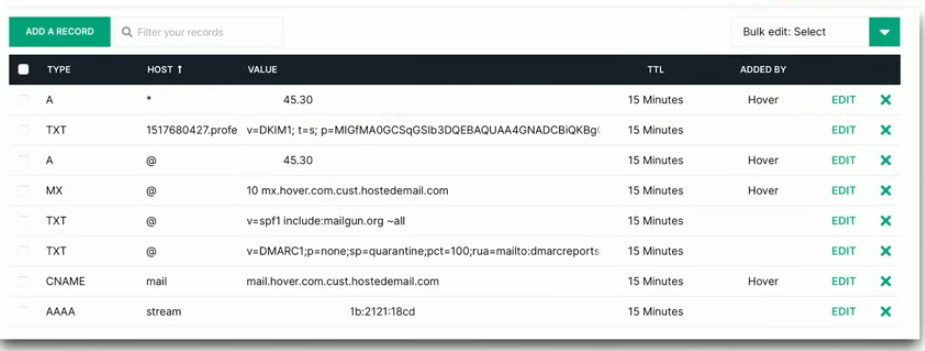 ADD A RECORD Filter your records Bulk edit: Select
TYPE HOST ↑ VALUE TTL ADDED BY
A * 45.30 15 Minutes Hover EDIT ✕
TXT 1517680427.profe v=DKIM1; t=s; p=MIGfMA0GCSqGSIb3DQEBAQUAA4GNADCBiQKBg 15 Minutes EDIT ✕
A @ 45.30 15 Minutes Hover EDIT ✕
MX @ 10 mx.hover.com.cust.hostedemail.com 15 Minutes Hover EDIT ✕
TXT @ v=spf1 include:mailgun.org ~all 15 Minutes EDIT ✕
TXT @ v=DMARC1;p=none;sp=quarantine;pct=100;rua=mailto:dmarcreports 15 Minutes EDIT ✕
CNAME mail mail.hover.com.cust.hostedemail.com 15 Minutes Hover EDIT ✕
AAAA stream 1b:2121:18cd 15 Minutes EDIT ✕